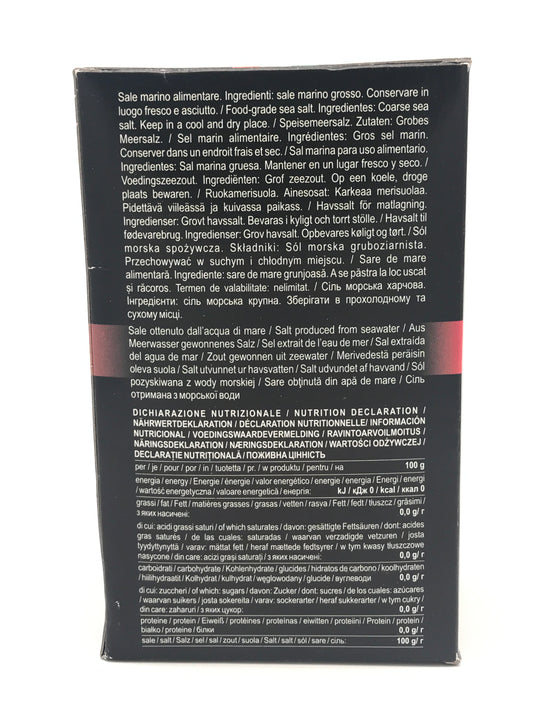 Sale marino alimentare. Ingredienti: sale marino grosso. Conservare in
luogo fresco e asciutto. / Food-grade sea salt. Ingredientes: Coarse sea
salt. Keep in a cool and dry place. / Speisemeersalz. Zutaten: Grobes
Meersalz. / Sel marin alimentaire. Ingrédientes: Gros sel marin.
Conserver dans un endroit frais et sec. / Sal marina para uso alimentario.
Ingredientes: Sal marina gruesa. Mantener en un lugar fresco y seco. /
Voedingszeezout. Ingrediënten: Grof zeezout. Op een koele, droge
plaats bewaren. / Ruokamerisuola. Ainesosat: Karkeaa merisuolaa.
Pidettävä viileässä ja kuivassa paikass. / Havssalt för matlagning.
Ingredienser: Grovt havssalt. Bevaras i kyligt och torrt stölle. / Havsalt til
fødevarebrug. Ingredienser: Grov havsalt. Opbevares køligt og tørt. / Sól
morska spożywcza. Składniki: Sól morska gruboziarnista.
Przechowywać w suchym i chłodnym miejscu. / Sare de mare
alimentară. Ingrediente: sare de mare grunjoasă. A se păstra la loc uscat
și răcoros. Termen de valabilitate: nelimitat. / Сіль морська харчова.
Інгредієнти: сіль морська крупна. Зберігати в прохолодному та
сухому місці.
Sale ottenuto dall'acqua di mare / Salt produced from seawater / Aus
Meerwasser gewonnenes Salz / Sel extrait de l'eau de mer / Sal extraída
del agua de mar / Zout gewonnen uit zeewater / Merivedestä peräisin
oleva suola / Salt utvunnet ur havsvatten / Salt udvundet af havvand / Sól
pozyskiwana z wody morskiej / Sare obținută din apă de mare / Сіль
отримана з морської води
DICHIARAZIONE NUTRIZIONALE / NUTRITION DECLARATION /
NÄHRWERTDEKLARATION / DÉCLARATION NUTRITIONNELLE/ INFORMACIÓN
NUTRICIONAL / VOEDINGSWAARDEVERMELDING / RAVINTOARVOILMOITUS /
NÄRINGSDEKLARATION / NÆRINGSDEKLARATION / WARTOŚCI ODŻYWCZEJ /
DECLARAȚIE NUTRIȚIONALĂ / ПОЖИВНА ЦІННІСТЬ
per / je / pour / por / in / tuotetta / pr. / w produktu / pentru / на 100 g
energia / energy / Energie / énergie / valor energético / energie / energia / Energi / energi
/ wartość energetyczna / valoare energetică / енергія: kJ / кДж 0 / kcal / ккал 0
grassi / fat / Fett / matières grasses / grasas / vetten / rasva / Fett / fedt / tłuszcz / grăsimi /
з яких насичені: 0,0 g/ г
di cui: acidi grassi saturi / of which saturates / davon: gesättigte Fettsäuren / dont: acides
gras saturés / de las cuales: saturadas / waarvan verzadigde vetzuren / josta
tyydyttynyttä / varav: mättat fett / heraf mættede fedtsyrer / w tym kwasy tłuszczowe
nasycone / din care: acizi grași saturați / з яких насичені: 0,0 g/ г
carboidrati / carbohydrate / Kohlenhydrate / glucides / hidratos de carbono / koolhydraten
/ hiilihydraatit / Kolhydrat / kulhydrat / węglowodany / glucide / вуглеводи 0,0 g/ г
di cui: zuccheri / of which: sugars / davon: Zucker / dont: sucres / de los cuales: azúcares
/ waarvan suikers / josta sokereita / varav: sockerarter / heraf sukkerarter / w tym cukry /
din care: zaharuri / з яких цукор: 0,0 g/ г
proteine / protein / Eiweiß / protéines / proteínas / eiwitten / proteiini / Protein / protein /
białko / proteine / білки 0,0 g/ г
sale / salt / Salz / sel / sal / zout / suola / Salt / salt / sól / sare / сіль: 100 g/ г